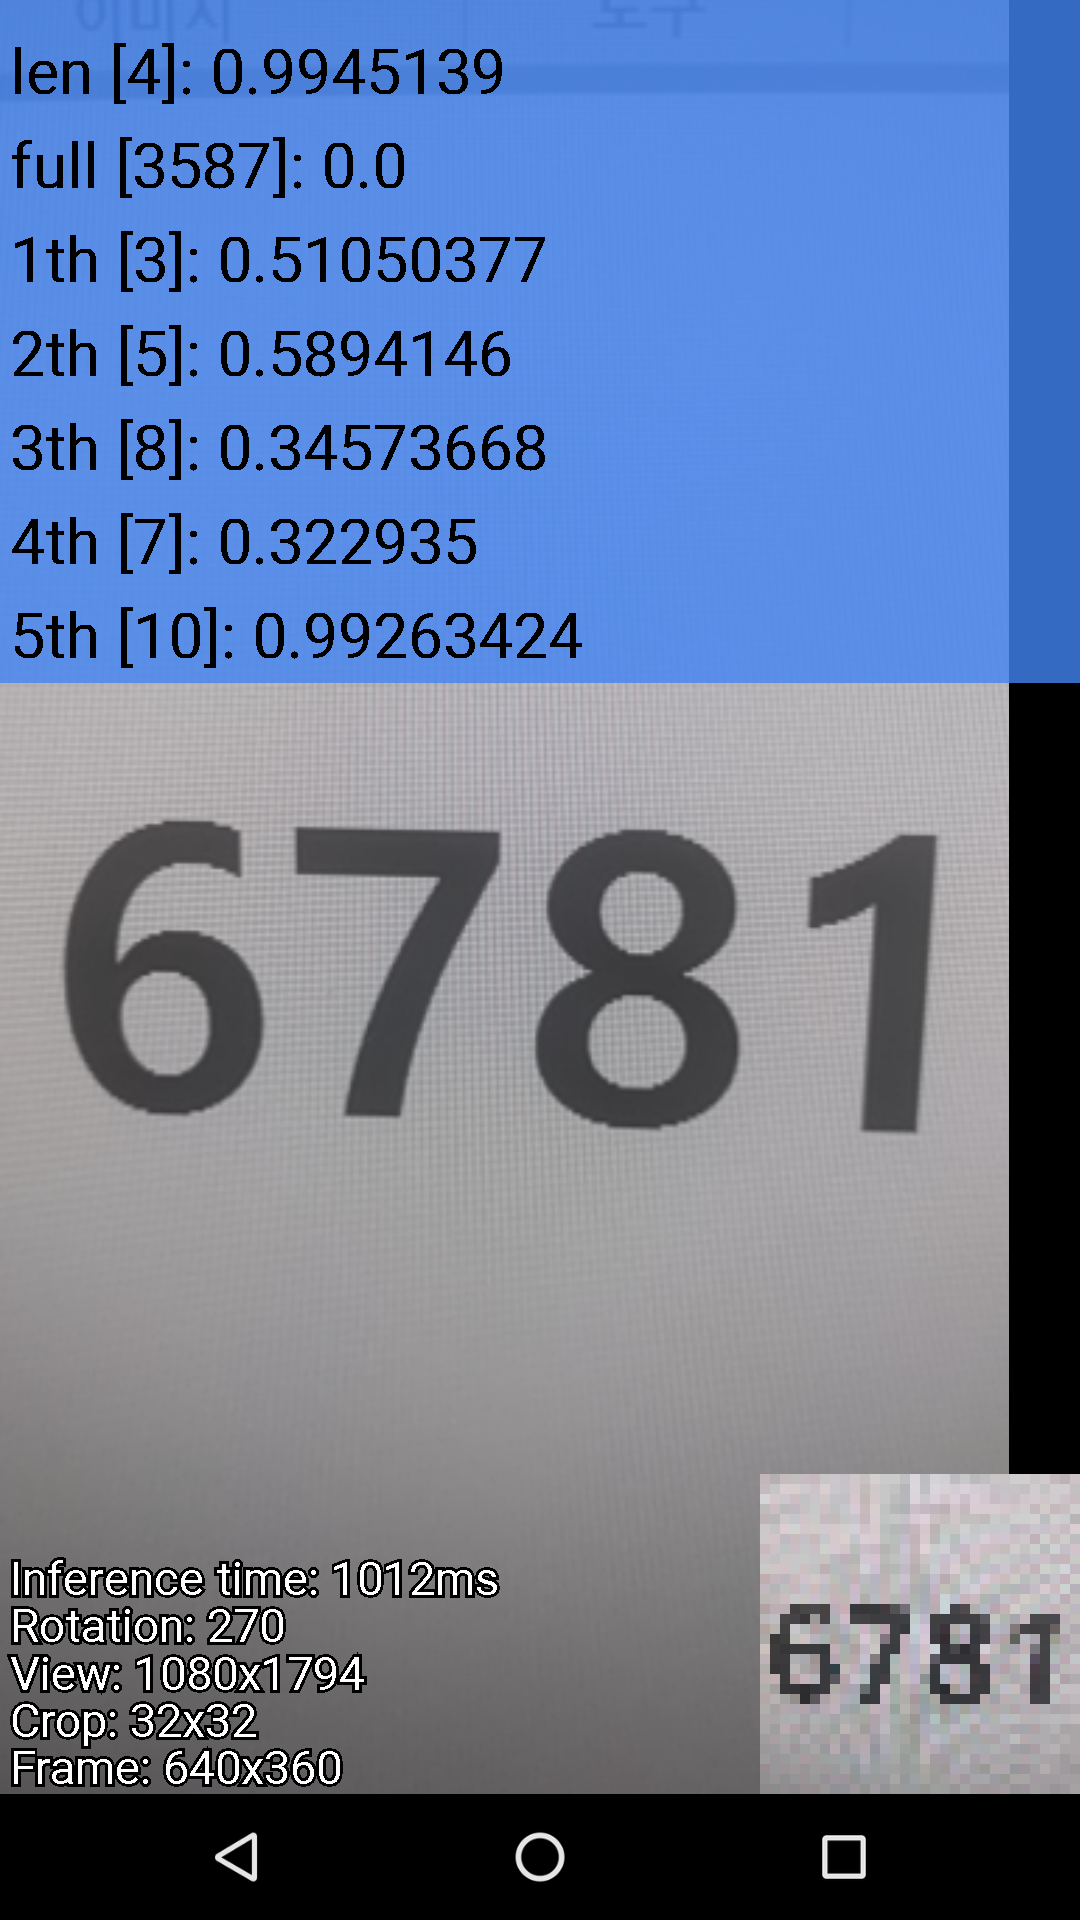 이미지 도구
len [4]: 0.9945139
full [3587]: 0.0
1th [3]: 0.51050377
2th [5]: 0.5894146
3th [8]: 0.34573668
4th [7]: 0.322935
5th [10]: 0.99263424
6781
Inference time: 1012ms
Rotation: 270
View: 1080x1794
Crop: 32x32
Frame: 640x360
6781